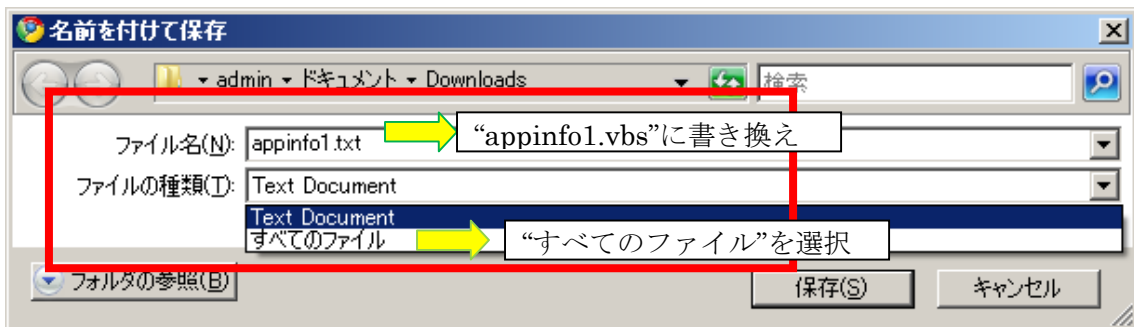 名前を付けて保存
admin ▾ ドキュメント ▾ Downloads
検索
ファイル名(N): appinfo1.txt
“appinfo1.vbs”に書き換え
ファイルの種類(T): Text Document
Text Document
すべてのファイル
“すべてのファイル”を選択
フォルダの参照(B)
保存(S)
キャンセル